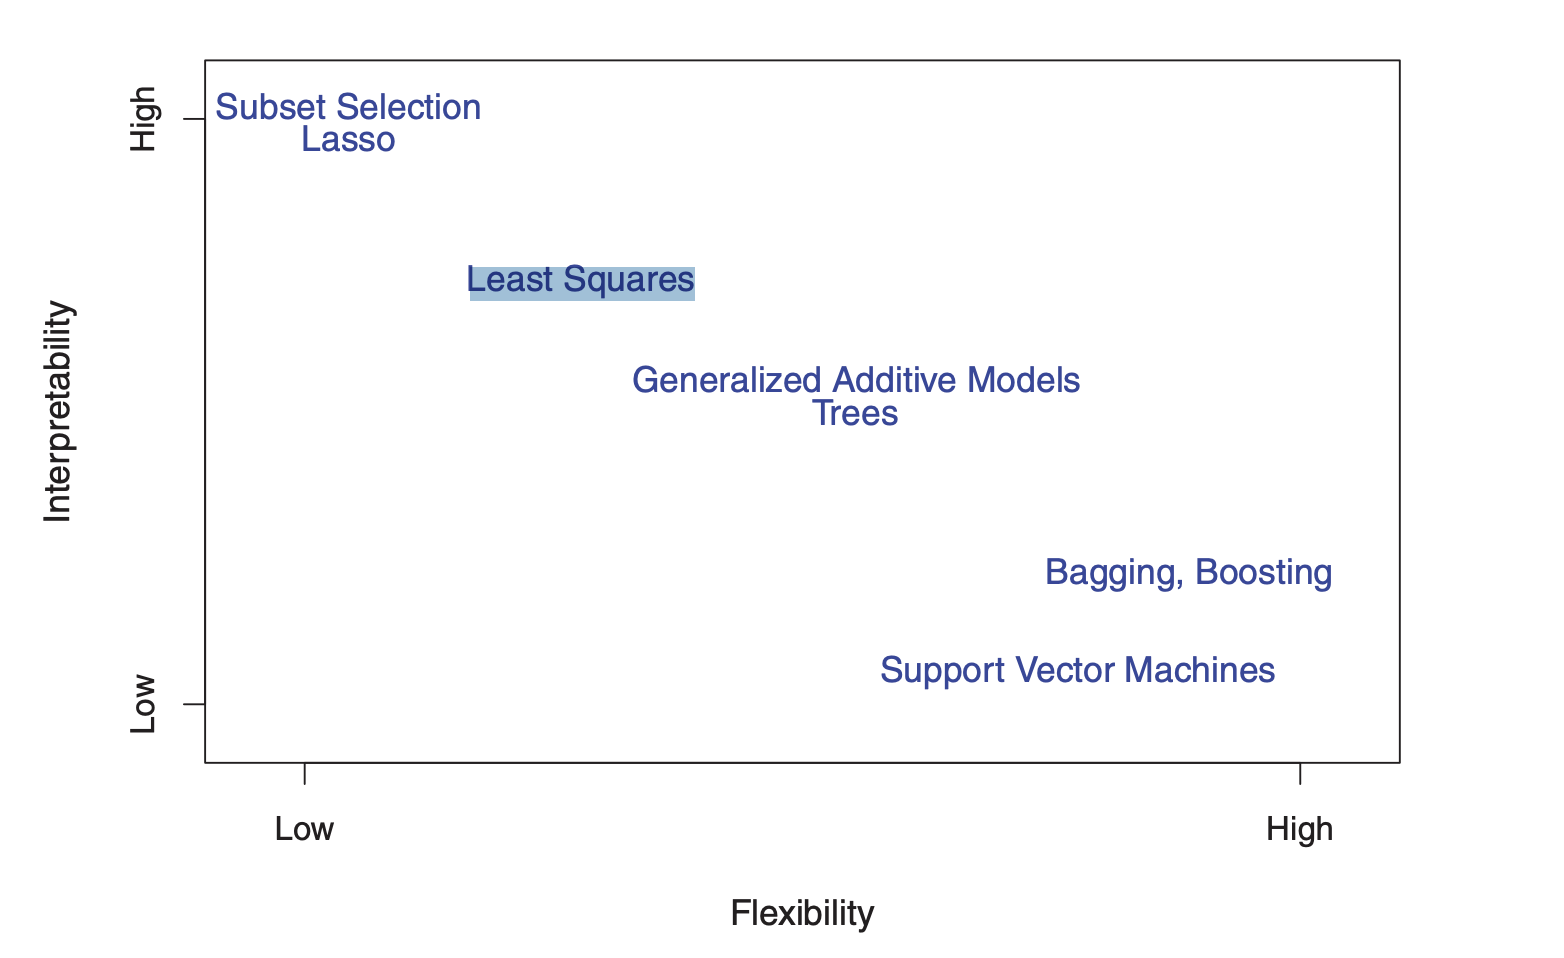 High
Subset Selection
Lasso
Least Squares
Interpretability
Generalized Additive Models
Trees
Bagging, Boosting
Support Vector Machines
Low
Low
High
Flexibility